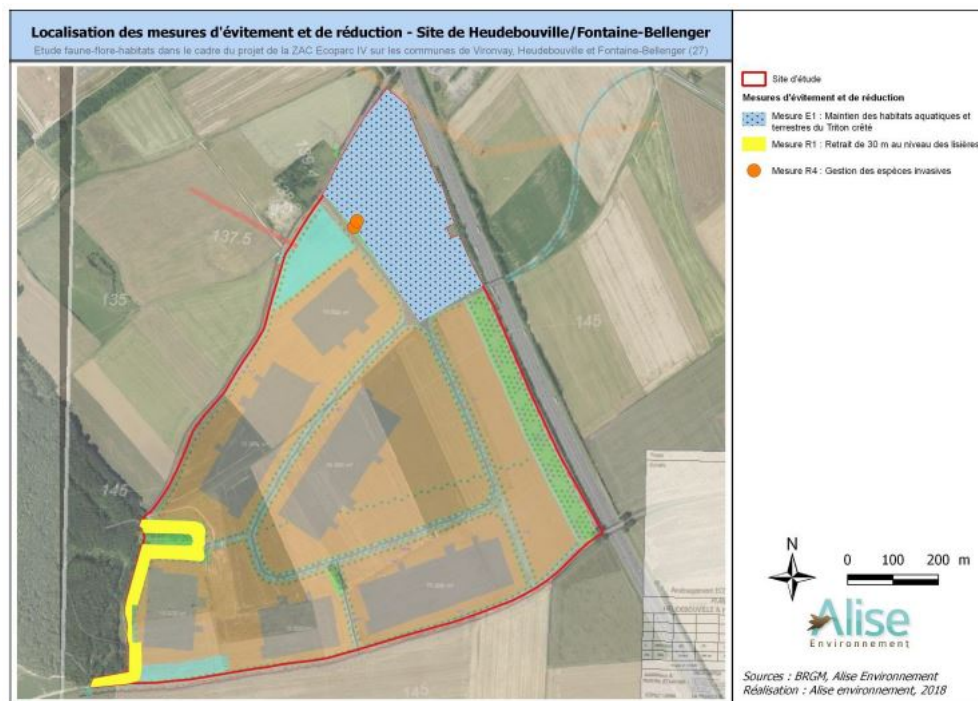 Localisation des mesures d'évitement et de réduction - Site de Heudebouville/Fontaine-Bellenger
Etude faune-flore-habitats dans le cadre du projet de la ZAC Ecoparc IV sur les communes de Vironvay, Heudebouville et Fontaine-Bellenger (27)
Site d'étude
Mesures d'évitement et de réduction
Mesure E1 : Maintien des habitats aquatiques et
terrestres du Triton crêté
Mesure R1 : Retrait de 30 m au niveau des lisières
Mesure R4 : Gestion des espèces invasives
137.5
135
145
145
145
N
0 100 200 m
Alise
Environnement
Sources : BRGM, Alise Environnement
Réalisation : Alise environnement, 2018